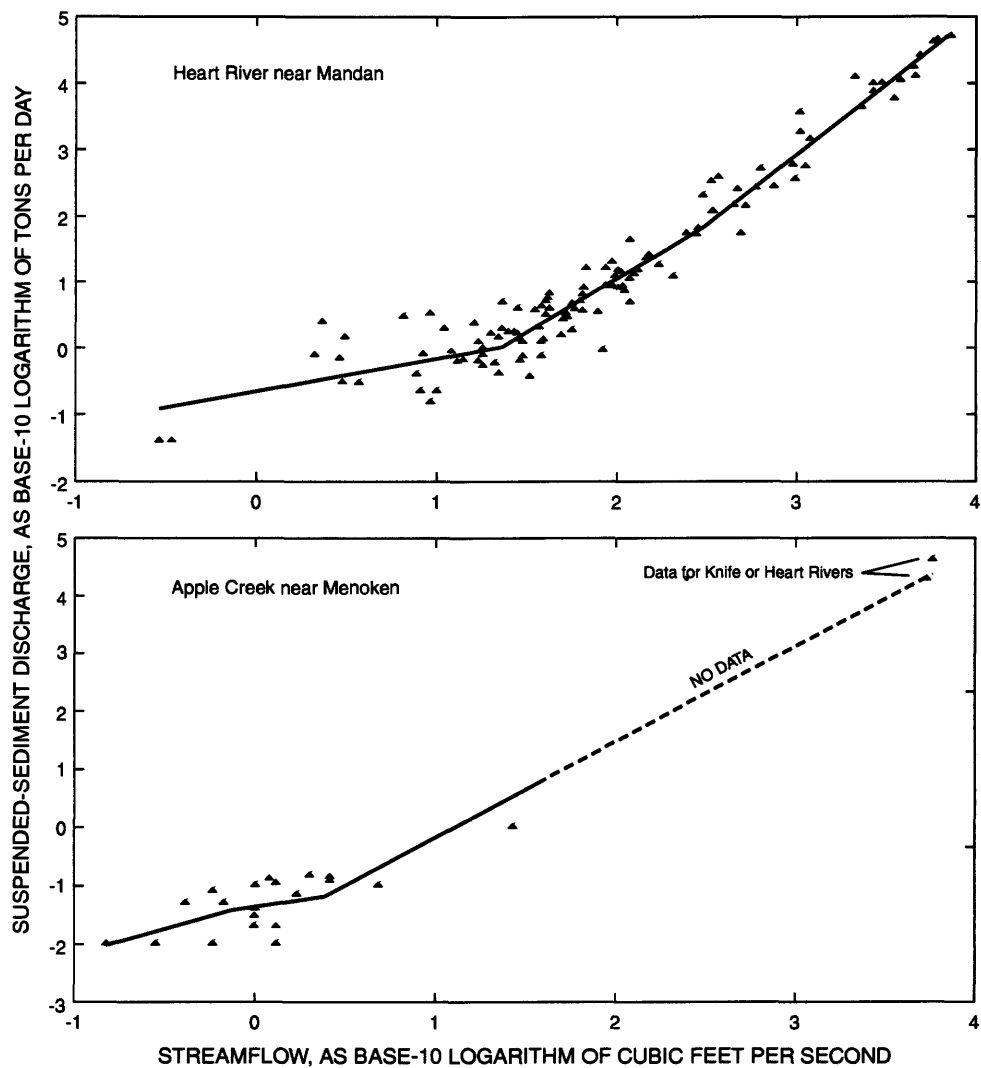 SUSPENDED-SEDIMENT DISCHARGE, AS BASE-10 LOGARITHM OF TONS PER DAY
5
Heart River near Mandan
4
3
2
1
0
-1
-2
-1 0 1 2 3 4
5
Data for Knife or Heart Rivers
Apple Creek near Menoken
4
3
NO DATA
2
1
0
-1
-2
-3
-1 0 1 2 3 4
STREAMFLOW, AS BASE-10 LOGARITHM OF CUBIC FEET PER SECOND